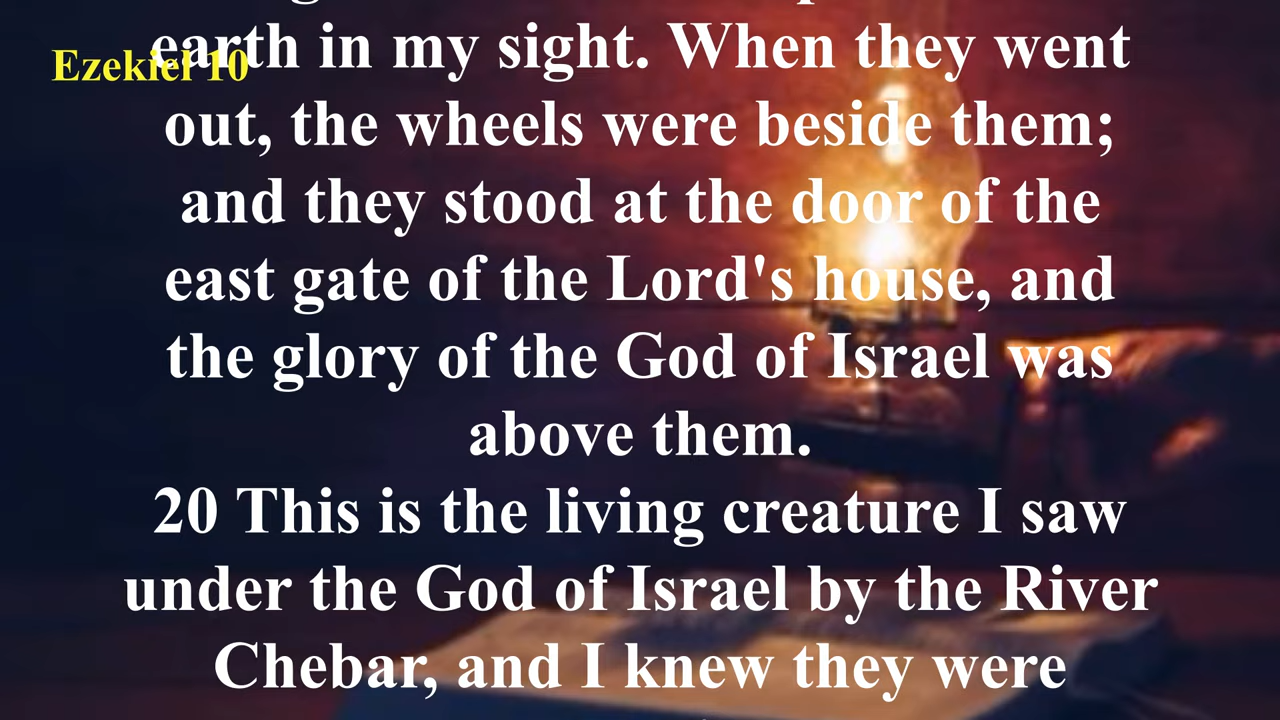 Ezekiel 10
earth in my sight. When they went
out, the wheels were beside them;
and they stood at the door of the
east gate of the Lord's house, and
the glory of the God of Israel was
above them.
20 This is the living creature I saw
under the God of Israel by the River
Chebar, and I knew they were